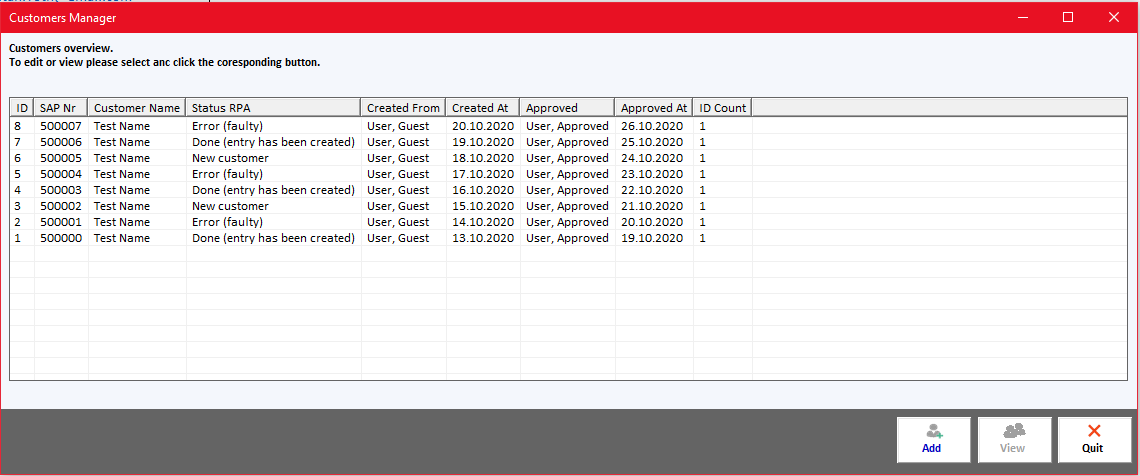 Customers Manager
Customers overview.
To edit or view please select anc click the coresponding button.
ID SAP Nr Customer Name Status RPA Created From Created At Approved Approved At ID Count
8 500007 Test Name Error (faulty) User, Guest 20.10.2020 User, Approved 26.10.2020 1
7 500006 Test Name Done (entry has been created) User, Guest 19.10.2020 User, Approved 25.10.2020 1
6 500005 Test Name New customer User, Guest 18.10.2020 User, Approved 24.10.2020 1
5 500004 Test Name Error (faulty) User, Guest 17.10.2020 User, Approved 23.10.2020 1
4 500003 Test Name Done (entry has been created) User, Guest 16.10.2020 User, Approved 22.10.2020 1
3 500002 Test Name New customer User, Guest 15.10.2020 User, Approved 21.10.2020 1
2 500001 Test Name Error (faulty) User, Guest 14.10.2020 User, Approved 20.10.2020 1
1 500000 Test Name Done (entry has been created) User, Guest 13.10.2020 User, Approved 19.10.2020 1
Add View Quit